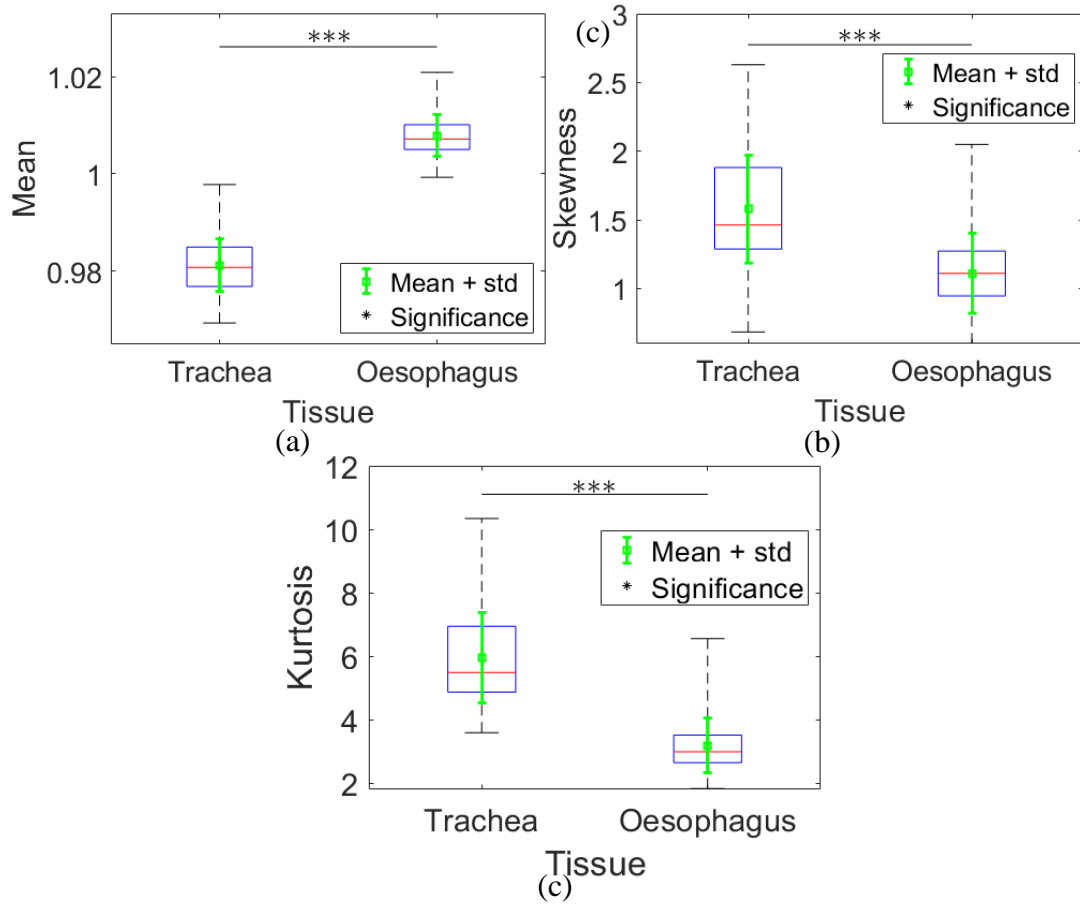 ***
1.02
1
0.98
Mean
Mean + std
Significance
Trachea
Oesophagus
Tissue
(a)
(c)
***
3
2.5
2
1.5
1
Skewness
Mean + std
Significance
Trachea
Oesophagus
Tissue
(b)
***
12
10
8
6
4
2
Kurtosis
Mean + std
Significance
Trachea
Oesophagus
Tissue
(c)